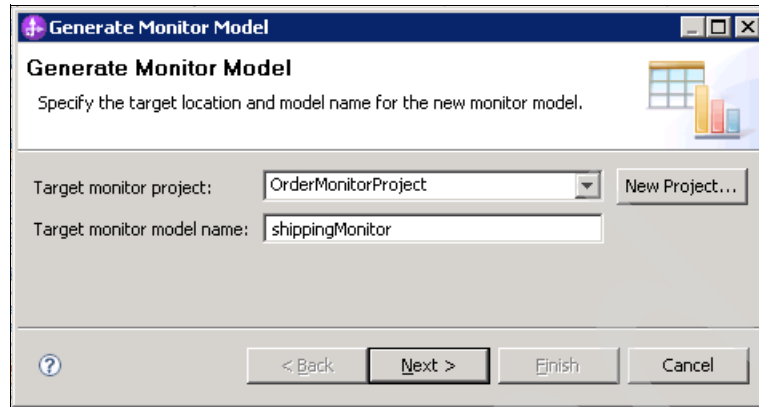 Generate Monitor Model
Generate Monitor Model
Specify the target location and model name for the new monitor model.
Target monitor project: OrderMonitorProject New Project...
Target monitor model name: shippingMonitor
? < Back Next > Finish Cancel